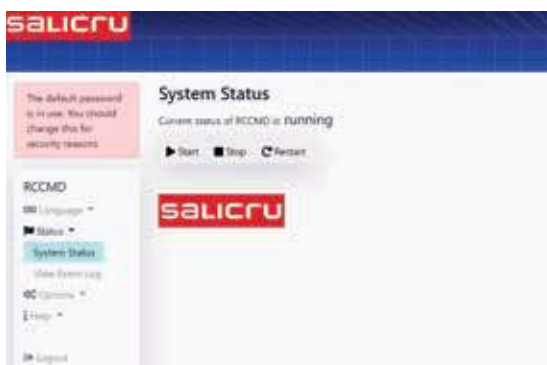 salicru
The default password
is in use. You should
change this for
security reasons
System Status
Current status of RCCMD is running
Start Stop Restart
salicru
RCCMD
Language
Status
System Status
View Event Log
Options
Help
Logout